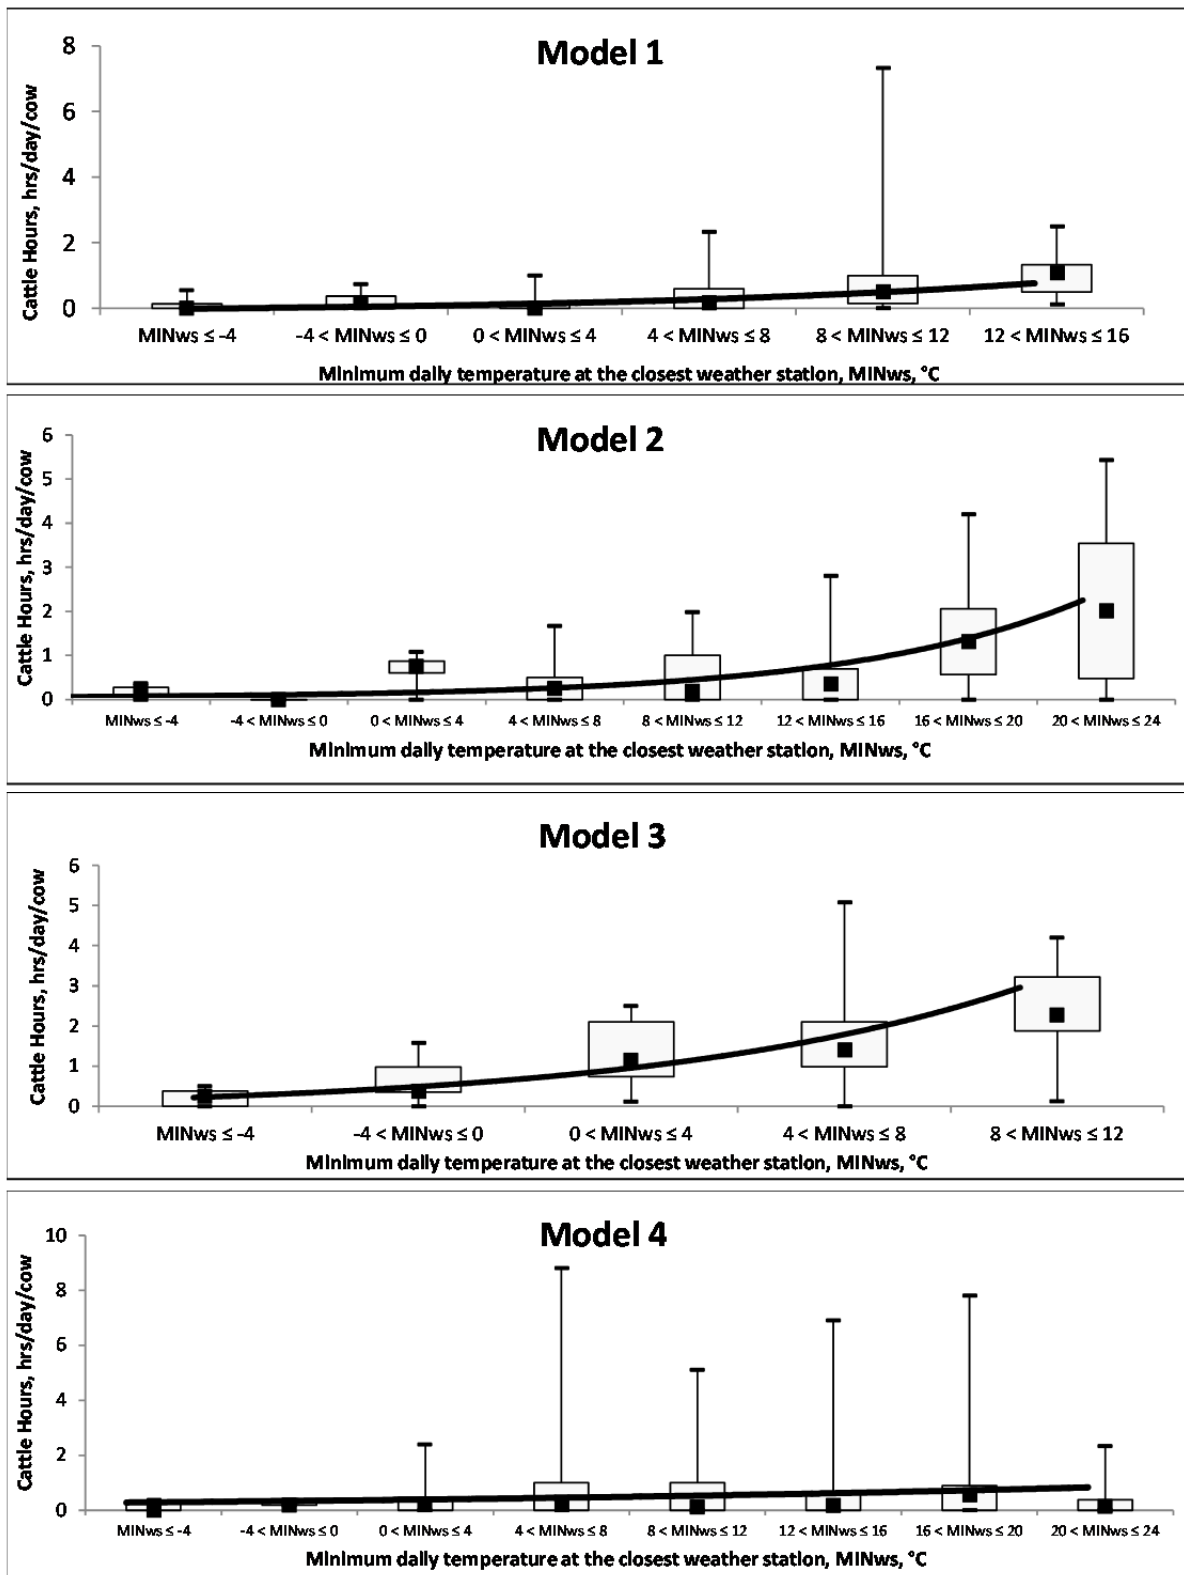 Model 1
Cattle Hours, hrs/day/cow
8
6
4
2
0
MINws ≤ -4 -4 < MINws ≤ 0 0 < MINws ≤ 4 4 < MINws ≤ 8 8 < MINws ≤ 12 12 < MINws ≤ 16
Minimum daily temperature at the closest weather station, MINws, °C
Model 2
Cattle Hours, hrs/day/cow
6
5
4
3
2
1
0
MINws ≤ -4 -4 < MINws ≤ 0 0 < MINws ≤ 4 4 < MINws ≤ 8 8 < MINws ≤ 12 12 < MINws ≤ 16 16 < MINws ≤ 20 20 < MINws ≤ 24
Minimum daily temperature at the closest weather station, MINws, °C
Model 3
Cattle Hours, hrs/day/cow
6
5
4
3
2
1
0
MINws ≤ -4 -4 < MINws ≤ 0 0 < MINws ≤ 4 4 < MINws ≤ 8 8 < MINws ≤ 12
Minimum daily temperature at the closest weather station, MINws, °C
Model 4
Cattle Hours, hrs/day/cow
10
8
6
4
2
0
MINws ≤ -4 -4 < MINws ≤ 0 0 < MINws ≤ 4 4 < MINws ≤ 8 8 < MINws ≤ 12 12 < MINws ≤ 16 16 < MINws ≤ 20 20 < MINws ≤ 24
Minimum daily temperature at the closest weather station, MINws, °C